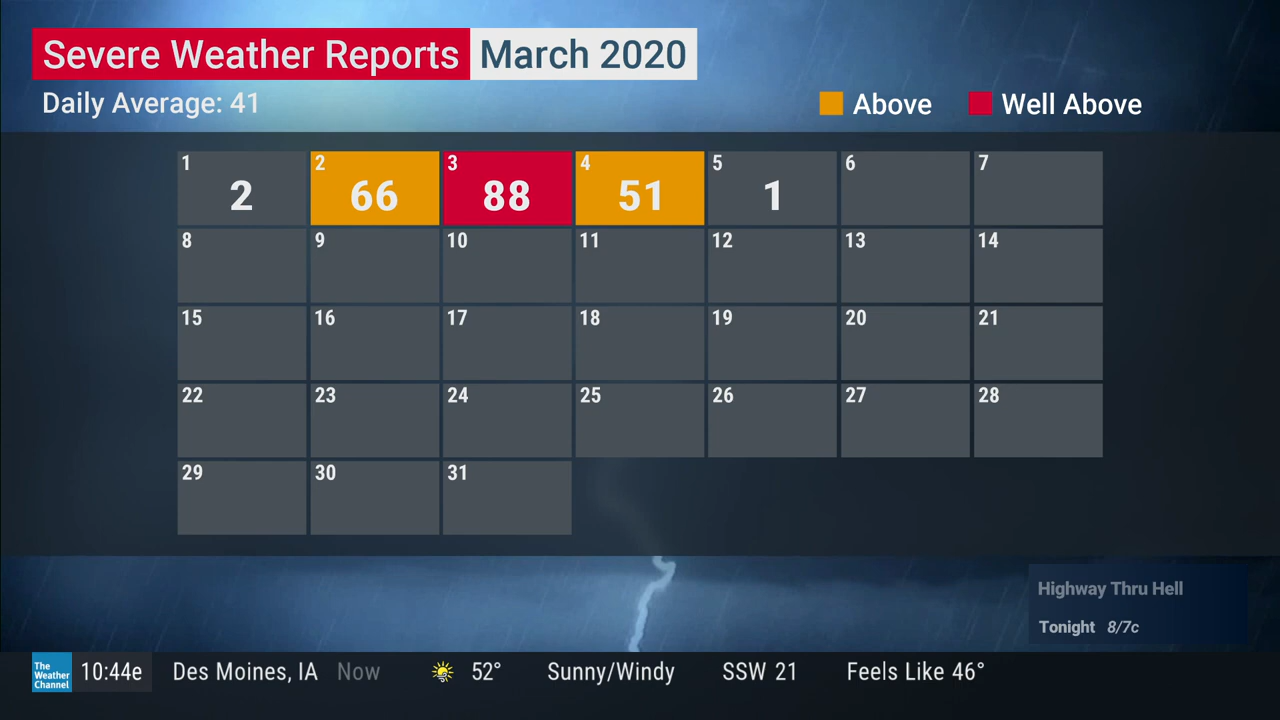 Severe Weather Reports March 2020
Daily Average: 41
Above Well Above
1 2 3 4 5 6 7
2 66 88 51 1
8 9 10 11 12 13 14
15 16 17 18 19 20 21
22 23 24 25 26 27 28
29 30 31
Highway Thru Hell
Tonight 8/7c
The Weather Channel 10:44e Des Moines, IA Now 52° Sunny/Windy SSW 21 Feels Like 46°